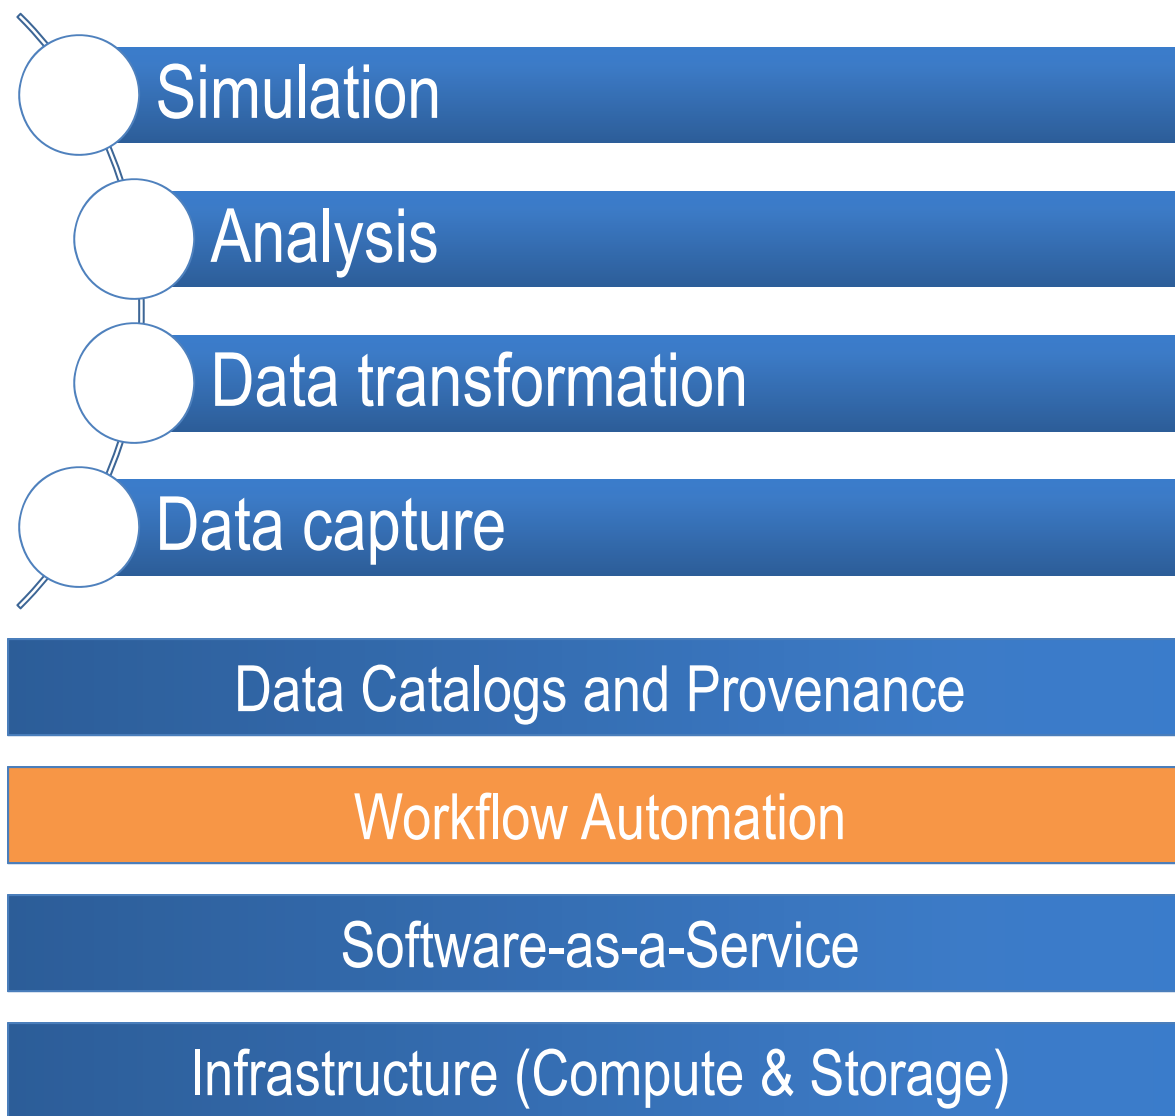 Simulation
Analysis
Data transformation
Data capture
Data Catalogs and Provenance
Workflow Automation
Software-as-a-Service
Infrastructure (Compute & Storage)